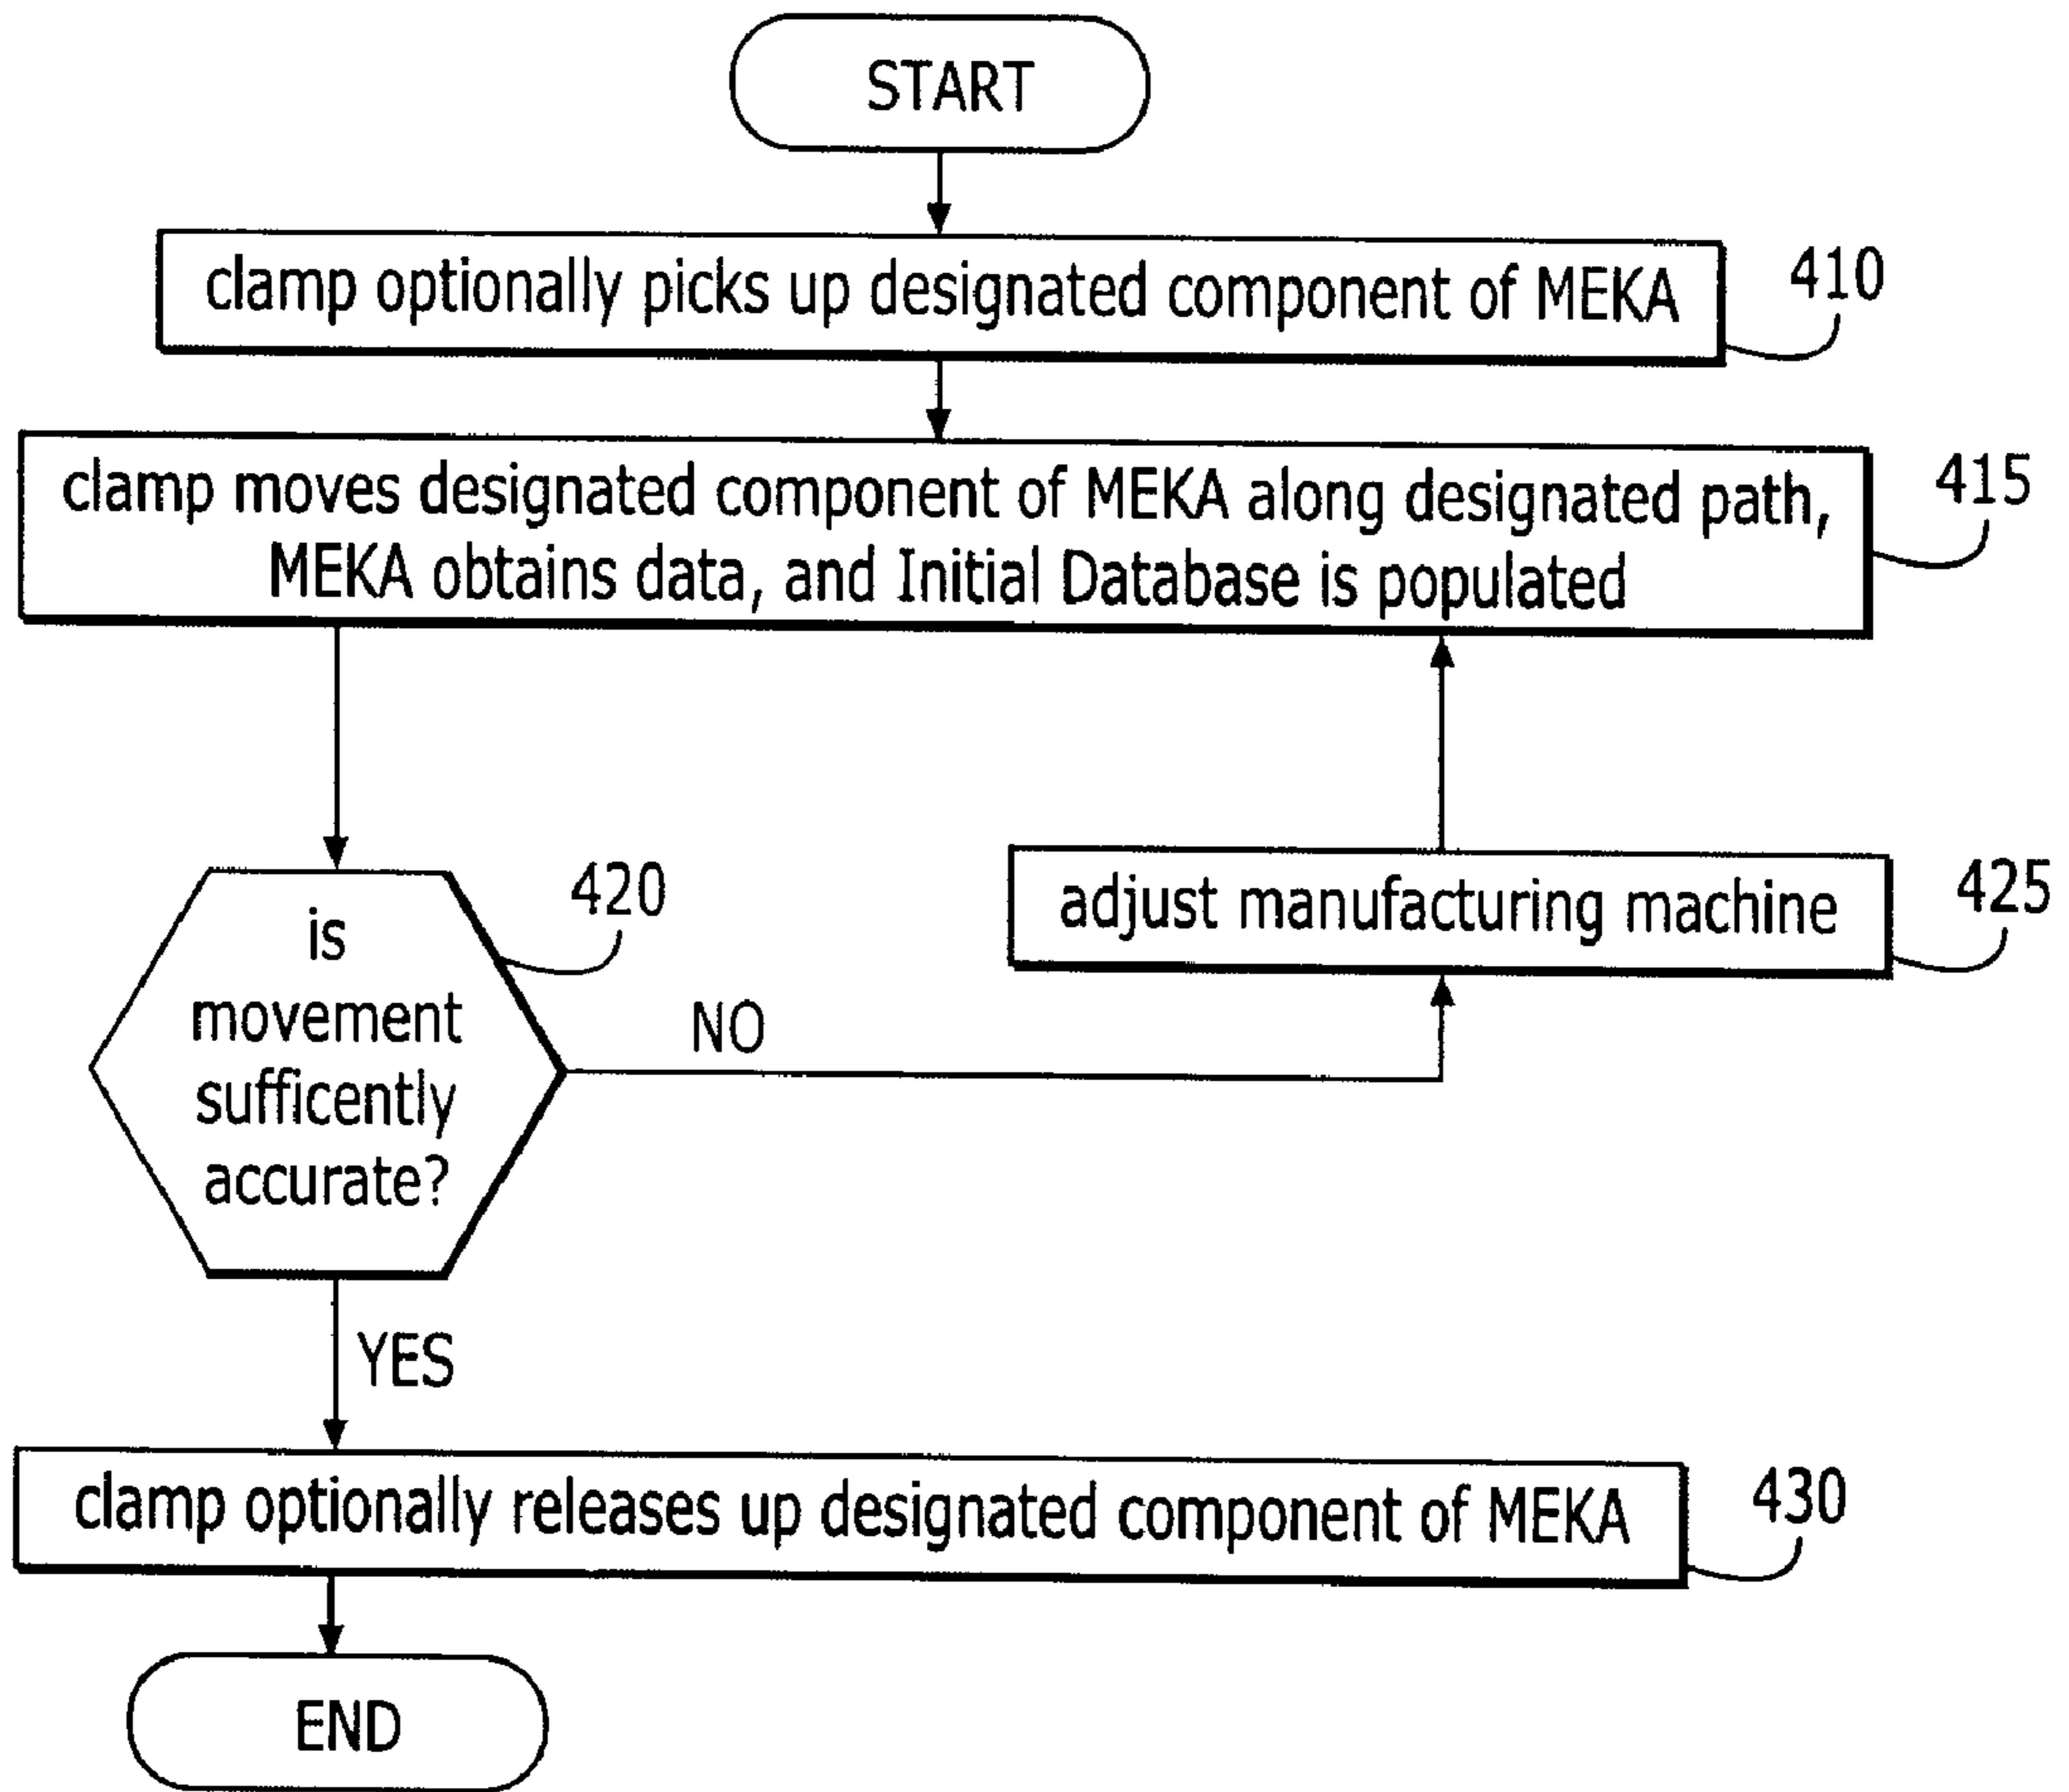 START
clamp optionally picks up designated component of MEKA
410
clamp moves designated component of MEKA along designated path,
MEKA obtains data, and Initial Database is populated
415
is
movement
sufficently
accurate?
420
NO
adjust manufacturing machine
425
YES
clamp optionally releases up designated component of MEKA
430
END